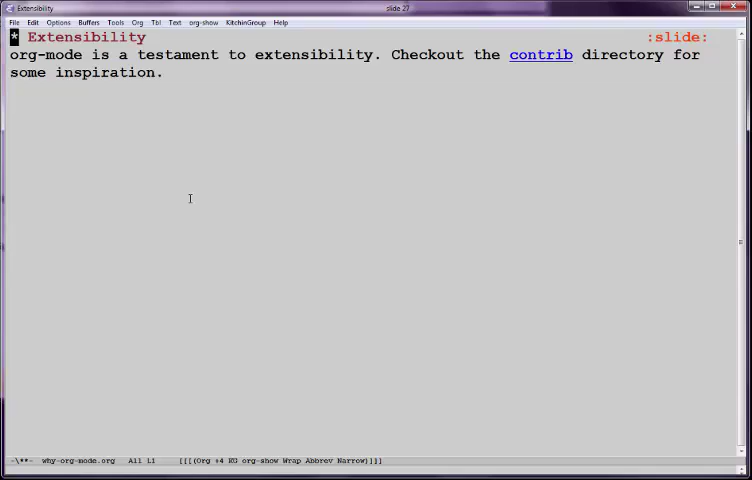 Extensibility
slide 27
File Edit Options Buffers Tools Org Tbl Text org-show KitchinGroup Help
* Extensibility :slide:
org-mode is a testament to extensibility. Checkout the contrib directory for
some inspiration.
-\**- why-org-mode.org All L1 [[[(Org +4 KG org-show Wrap Abbrev Narrow)]]]